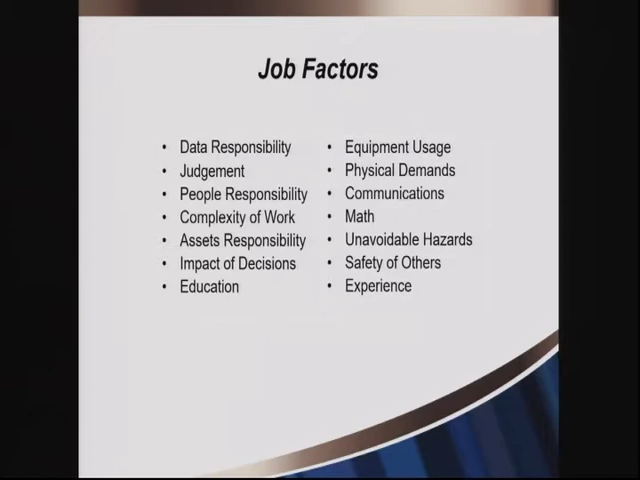 Job Factors
• Data Responsibility
• Judgement
• People Responsibility
• Complexity of Work
• Assets Responsibility
• Impact of Decisions
• Education
• Equipment Usage
• Physical Demands
• Communications
• Math
• Unavoidable Hazards
• Safety of Others
• Experience